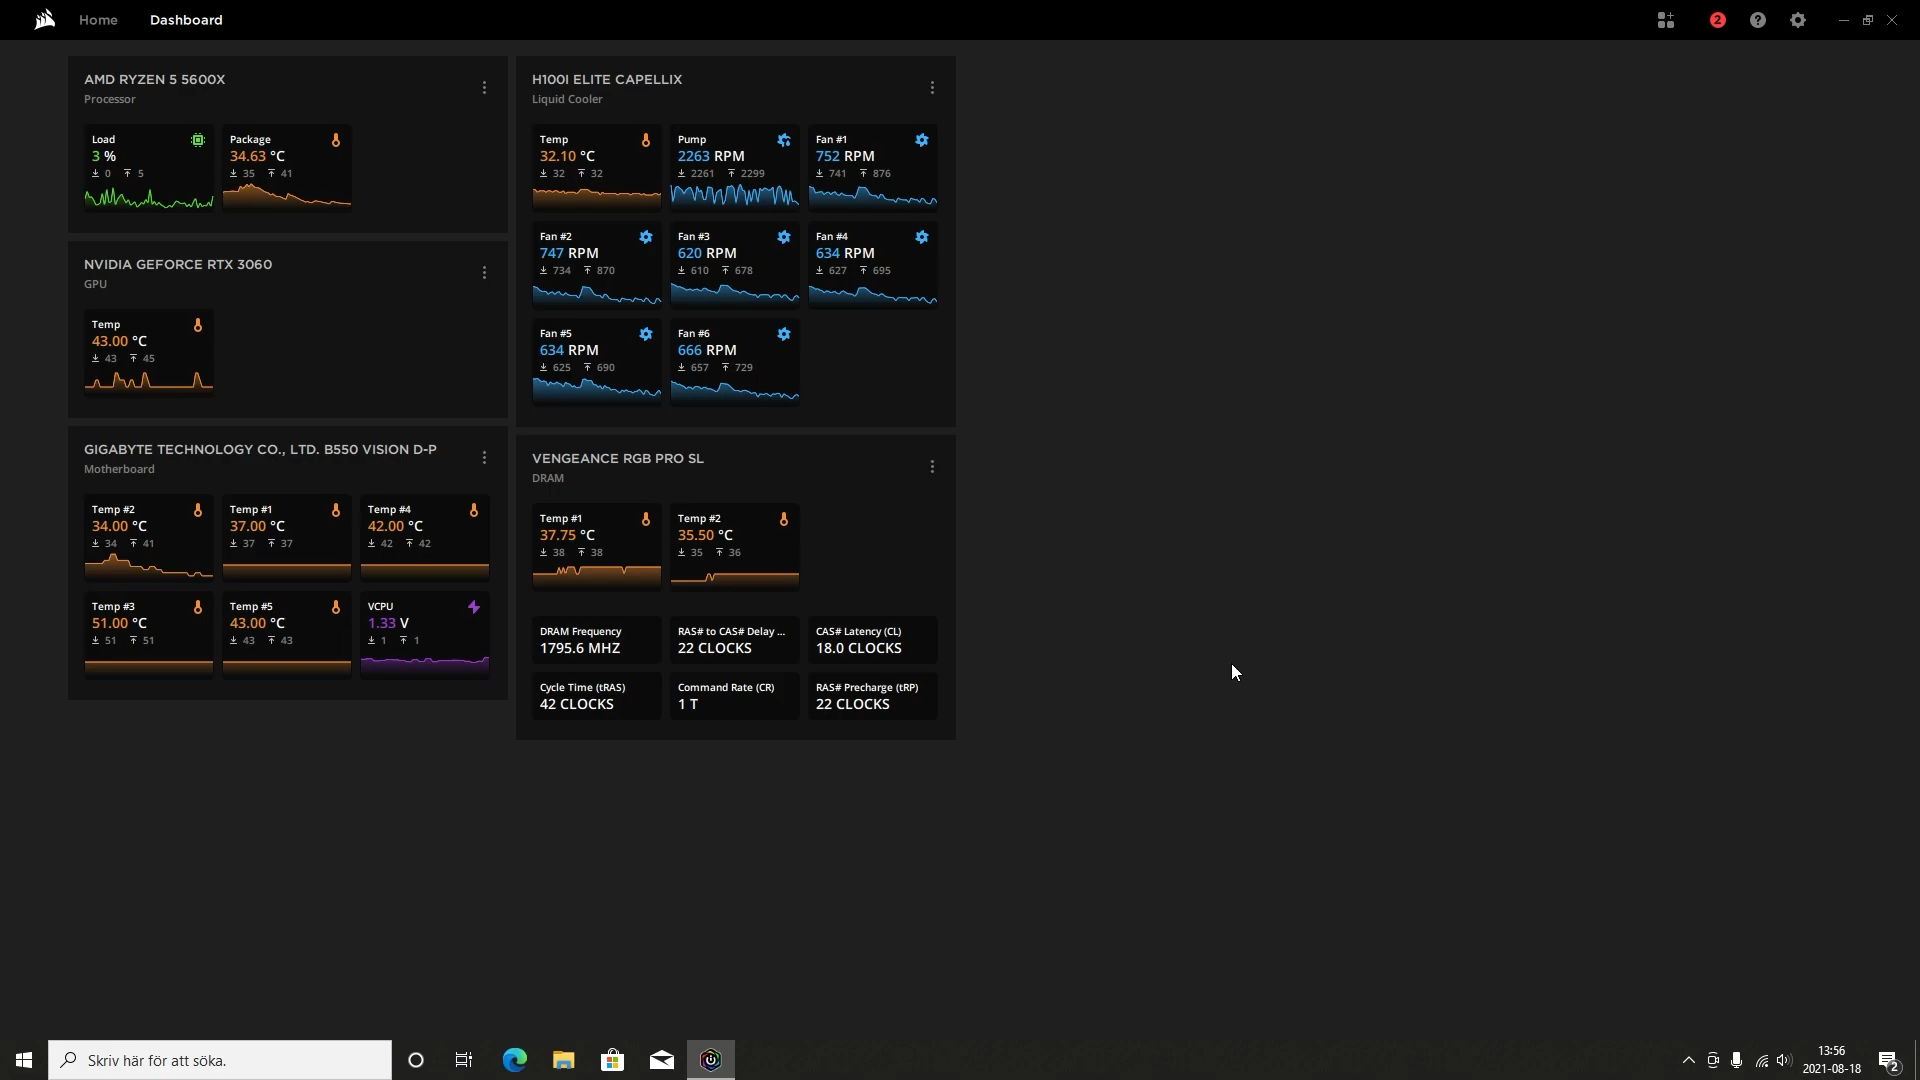 Home Dashboard 2 ?
AMD RYZEN 5 5600X
Processor
Load
3 %
0 5
Package
34.63 °C
35 41
NVIDIA GEFORCE RTX 3060
GPU
Temp
43.00 °C
43 45
GIGABYTE TECHNOLOGY CO., LTD. B550 VISION D-P
Motherboard
Temp #2
34.00 °C
34 41
Temp #1
37.00 °C
37 37
Temp #4
42.00 °C
42 42
Temp #3
51.00 °C
51 51
Temp #5
43.00 °C
43 43
VCPU
1.33 V
1 1
H100I ELITE CAPELLIX
Liquid Cooler
Temp
32.10 °C
32 32
Pump
2263 RPM
2261 2299
Fan #1
752 RPM
741 876
Fan #2
747 RPM
734 870
Fan #3
620 RPM
610 678
Fan #4
634 RPM
627 695
Fan #5
634 RPM
625 690
Fan #6
666 RPM
657 729
VENGEANCE RGB PRO SL
DRAM
Temp #1
37.75 °C
38 38
Temp #2
35.50 °C
35 36
DRAM Frequency
1795.6 MHZ
RAS# to CAS# Delay ...
22 CLOCKS
CAS# Latency (CL)
18.0 CLOCKS
Cycle Time (tRAS)
42 CLOCKS
Command Rate (CR)
1 T
RAS# Precharge (tRP)
22 CLOCKS
Skriv här för att söka.
13:56
2021-08-18
2